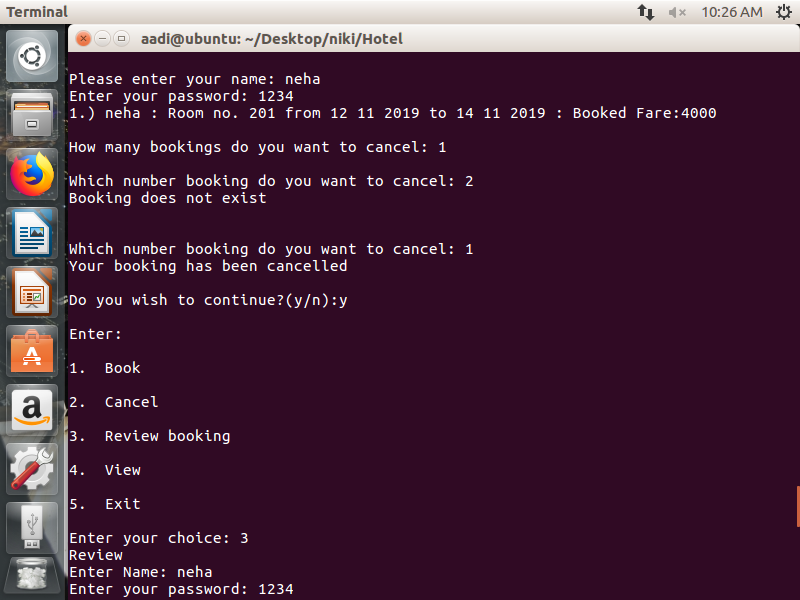 Terminal
10:26 AM
aadi@ubuntu: ~/Desktop/niki/Hotel
Please enter your name: neha
Enter your password: 1234
1.) neha : Room no. 201 from 12 11 2019 to 14 11 2019 : Booked Fare:4000
How many bookings do you want to cancel: 1
Which number booking do you want to cancel: 2
Booking does not exist
Which number booking do you want to cancel: 1
Your booking has been cancelled
Do you wish to continue?(y/n):y
Enter:
1.  Book
2.  Cancel
3.  Review booking
4.  View
5.  Exit
Enter your choice: 3
Review
Enter Name: neha
Enter your password: 1234